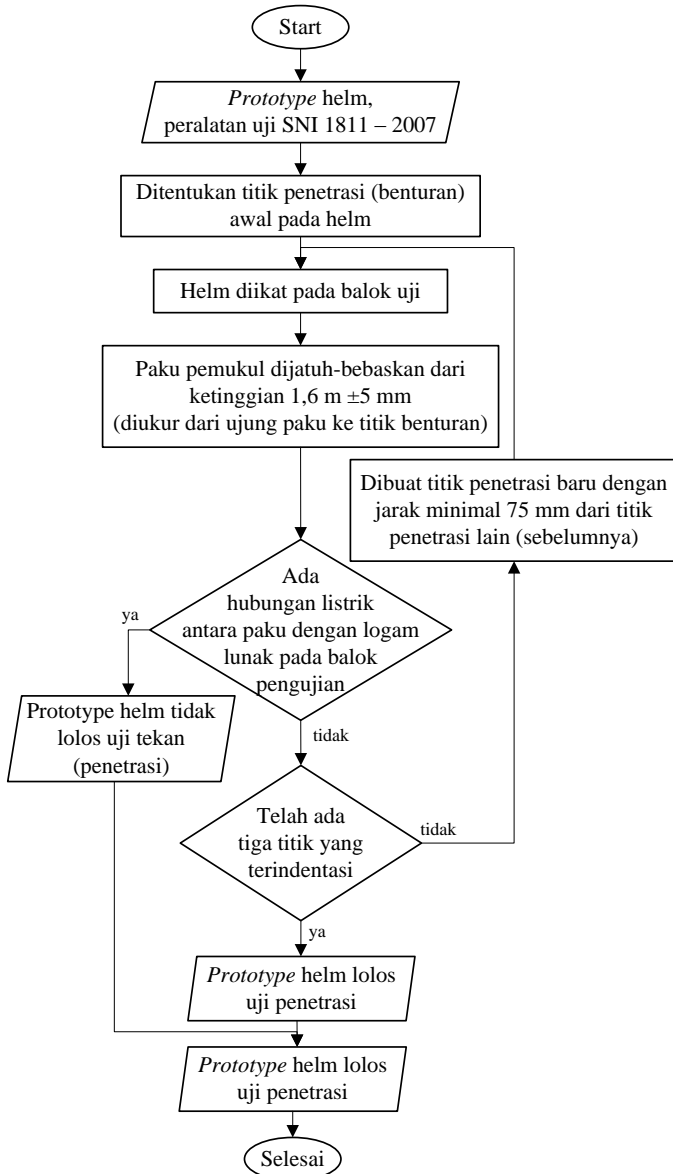 Start
Prototype helm,
peralatan uji SNI 1811 – 2007
Ditentukan titik penetrasi (benturan)
awal pada helm
Helm diikat pada balok uji
Paku pemukul dijatuh-bebaskan dari
ketinggian 1,6 m ±5 mm
(diukur dari ujung paku ke titik benturan)
Dibuat titik penetrasi baru dengan
jarak minimal 75 mm dari titik
penetrasi lain (sebelumnya)
Ada
hubungan listrik
antara paku dengan logam
lunak pada balok
pengujian
ya
Prototype helm tidak
lolos uji tekan
(penetrasi)
tidak
Telah ada
tiga titik yang
terindentasi
tidak
ya
Prototype helm lolos
uji penetrasi
Prototype helm lolos
uji penetrasi
Selesai